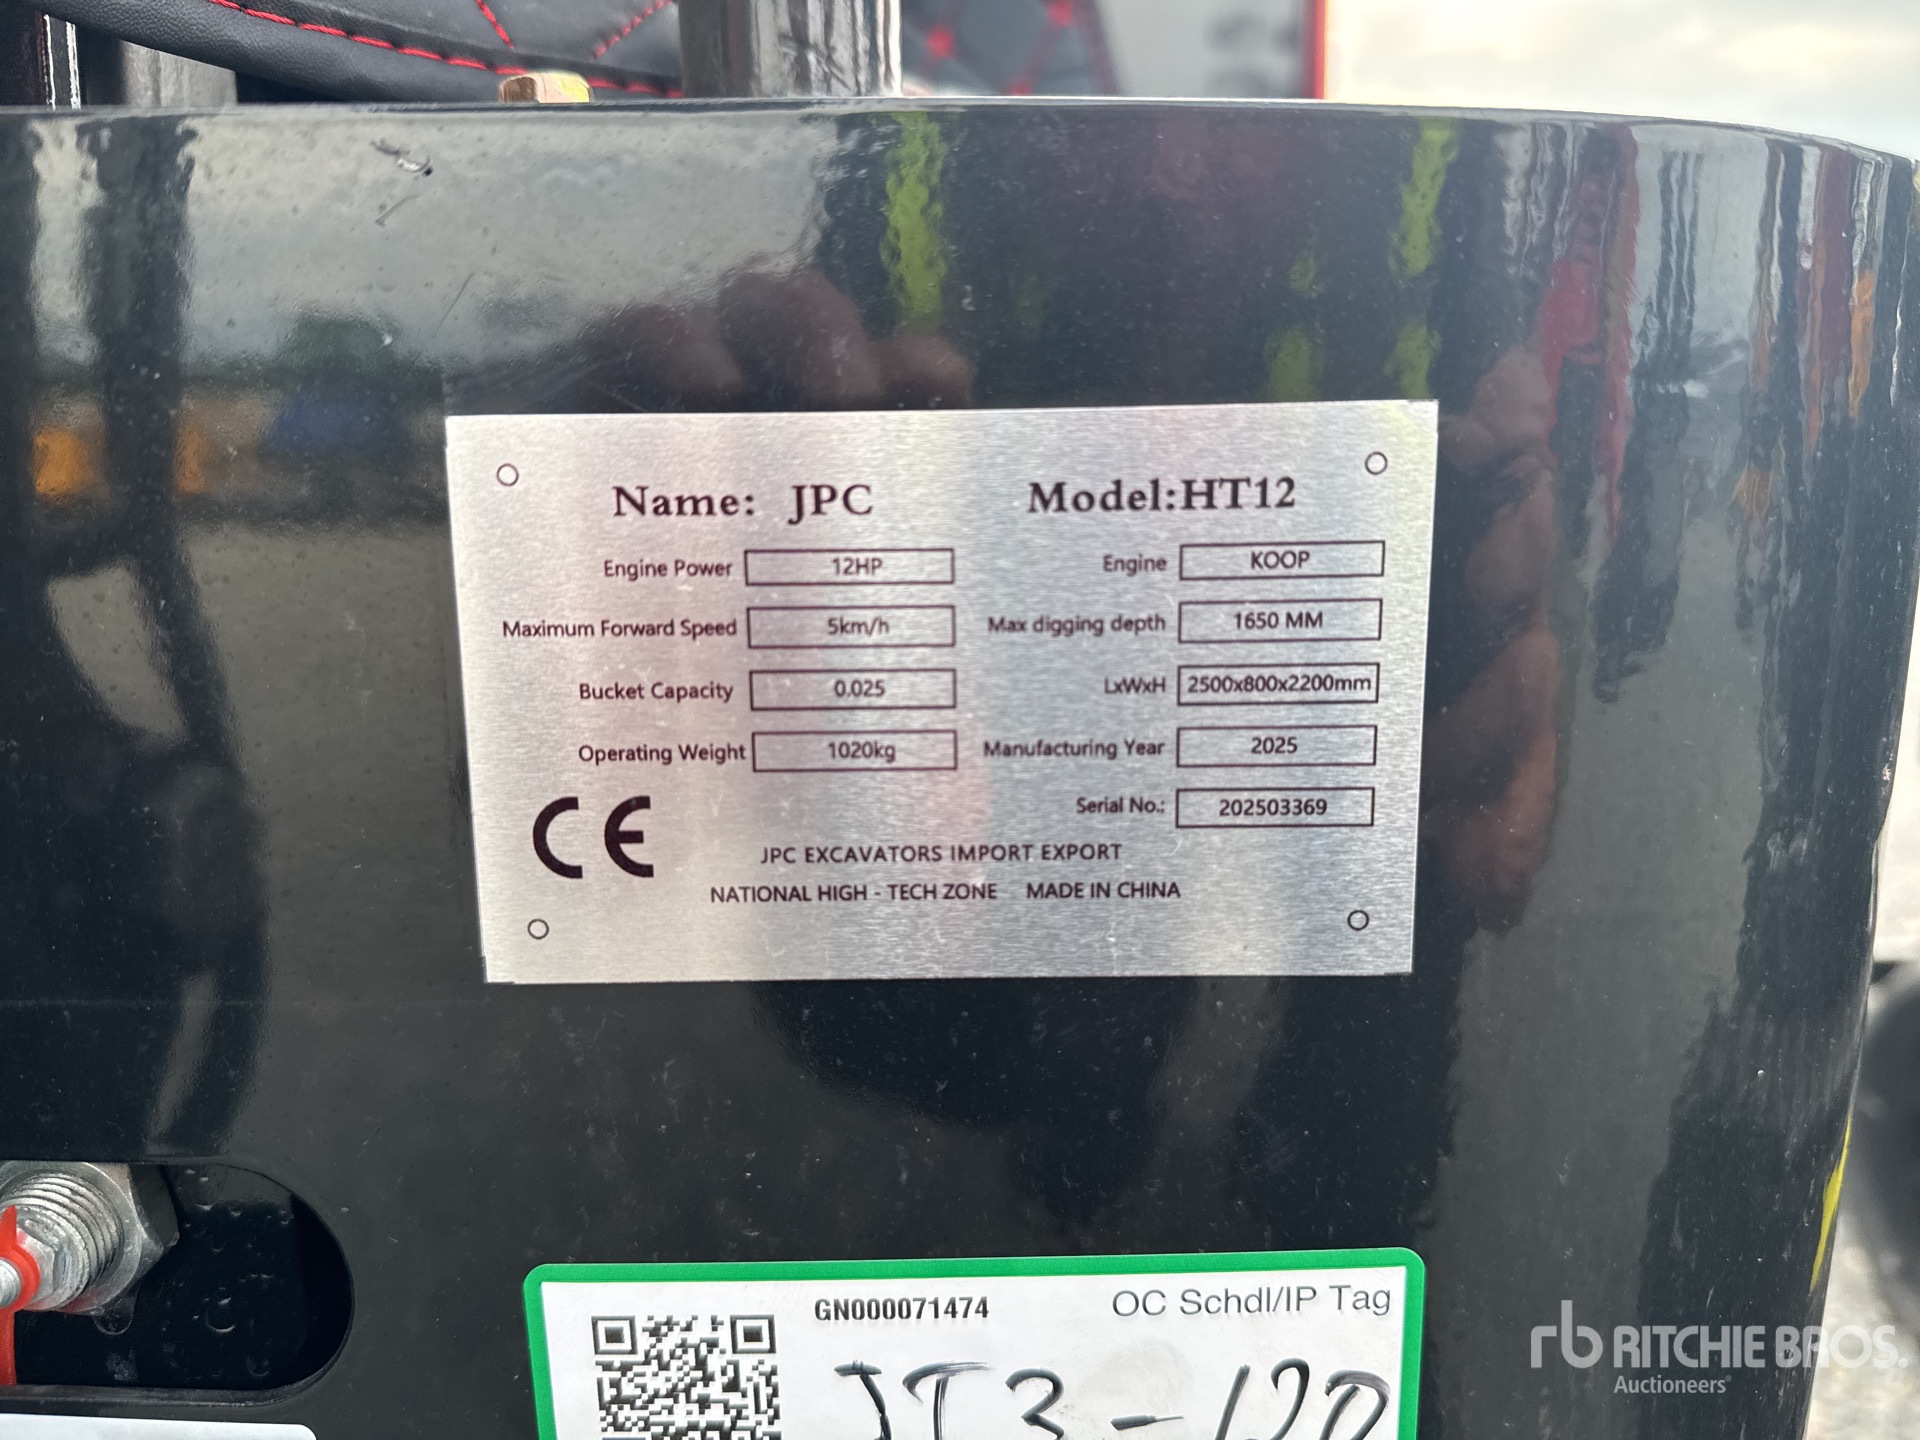 Name: JPC Model:HT12
Engine Power 12HP Engine KOOP
Maximum Forward Speed 5km/h Max digging depth 1650 MM
Bucket Capacity 0.025 LxWxH 2500x800x2200mm
Operating Weight 1020kg Manufacturing Year 2025
Serial No.: 202503369
CE
JPC EXCAVATORS IMPORT EXPORT
NATIONAL HIGH - TECH ZONE MADE IN CHINA
GN000071474 OC Schdl/IP Tag
rb RITCHIE BROS.
Auctioneers